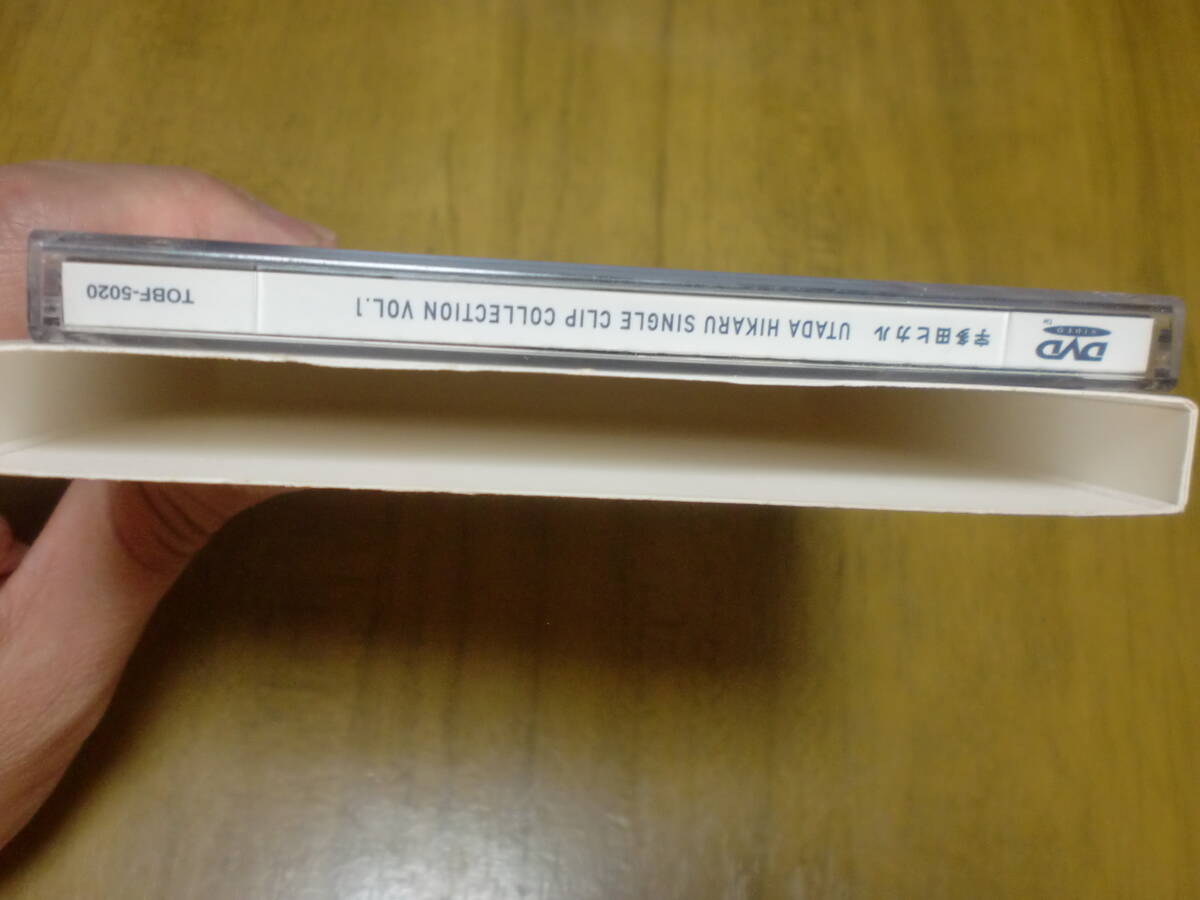 DVD
VIDEO
宇多田ヒカル UTADA HIKARU SINGLE CLIP COLLECTION VOL.1
TOBF-5020